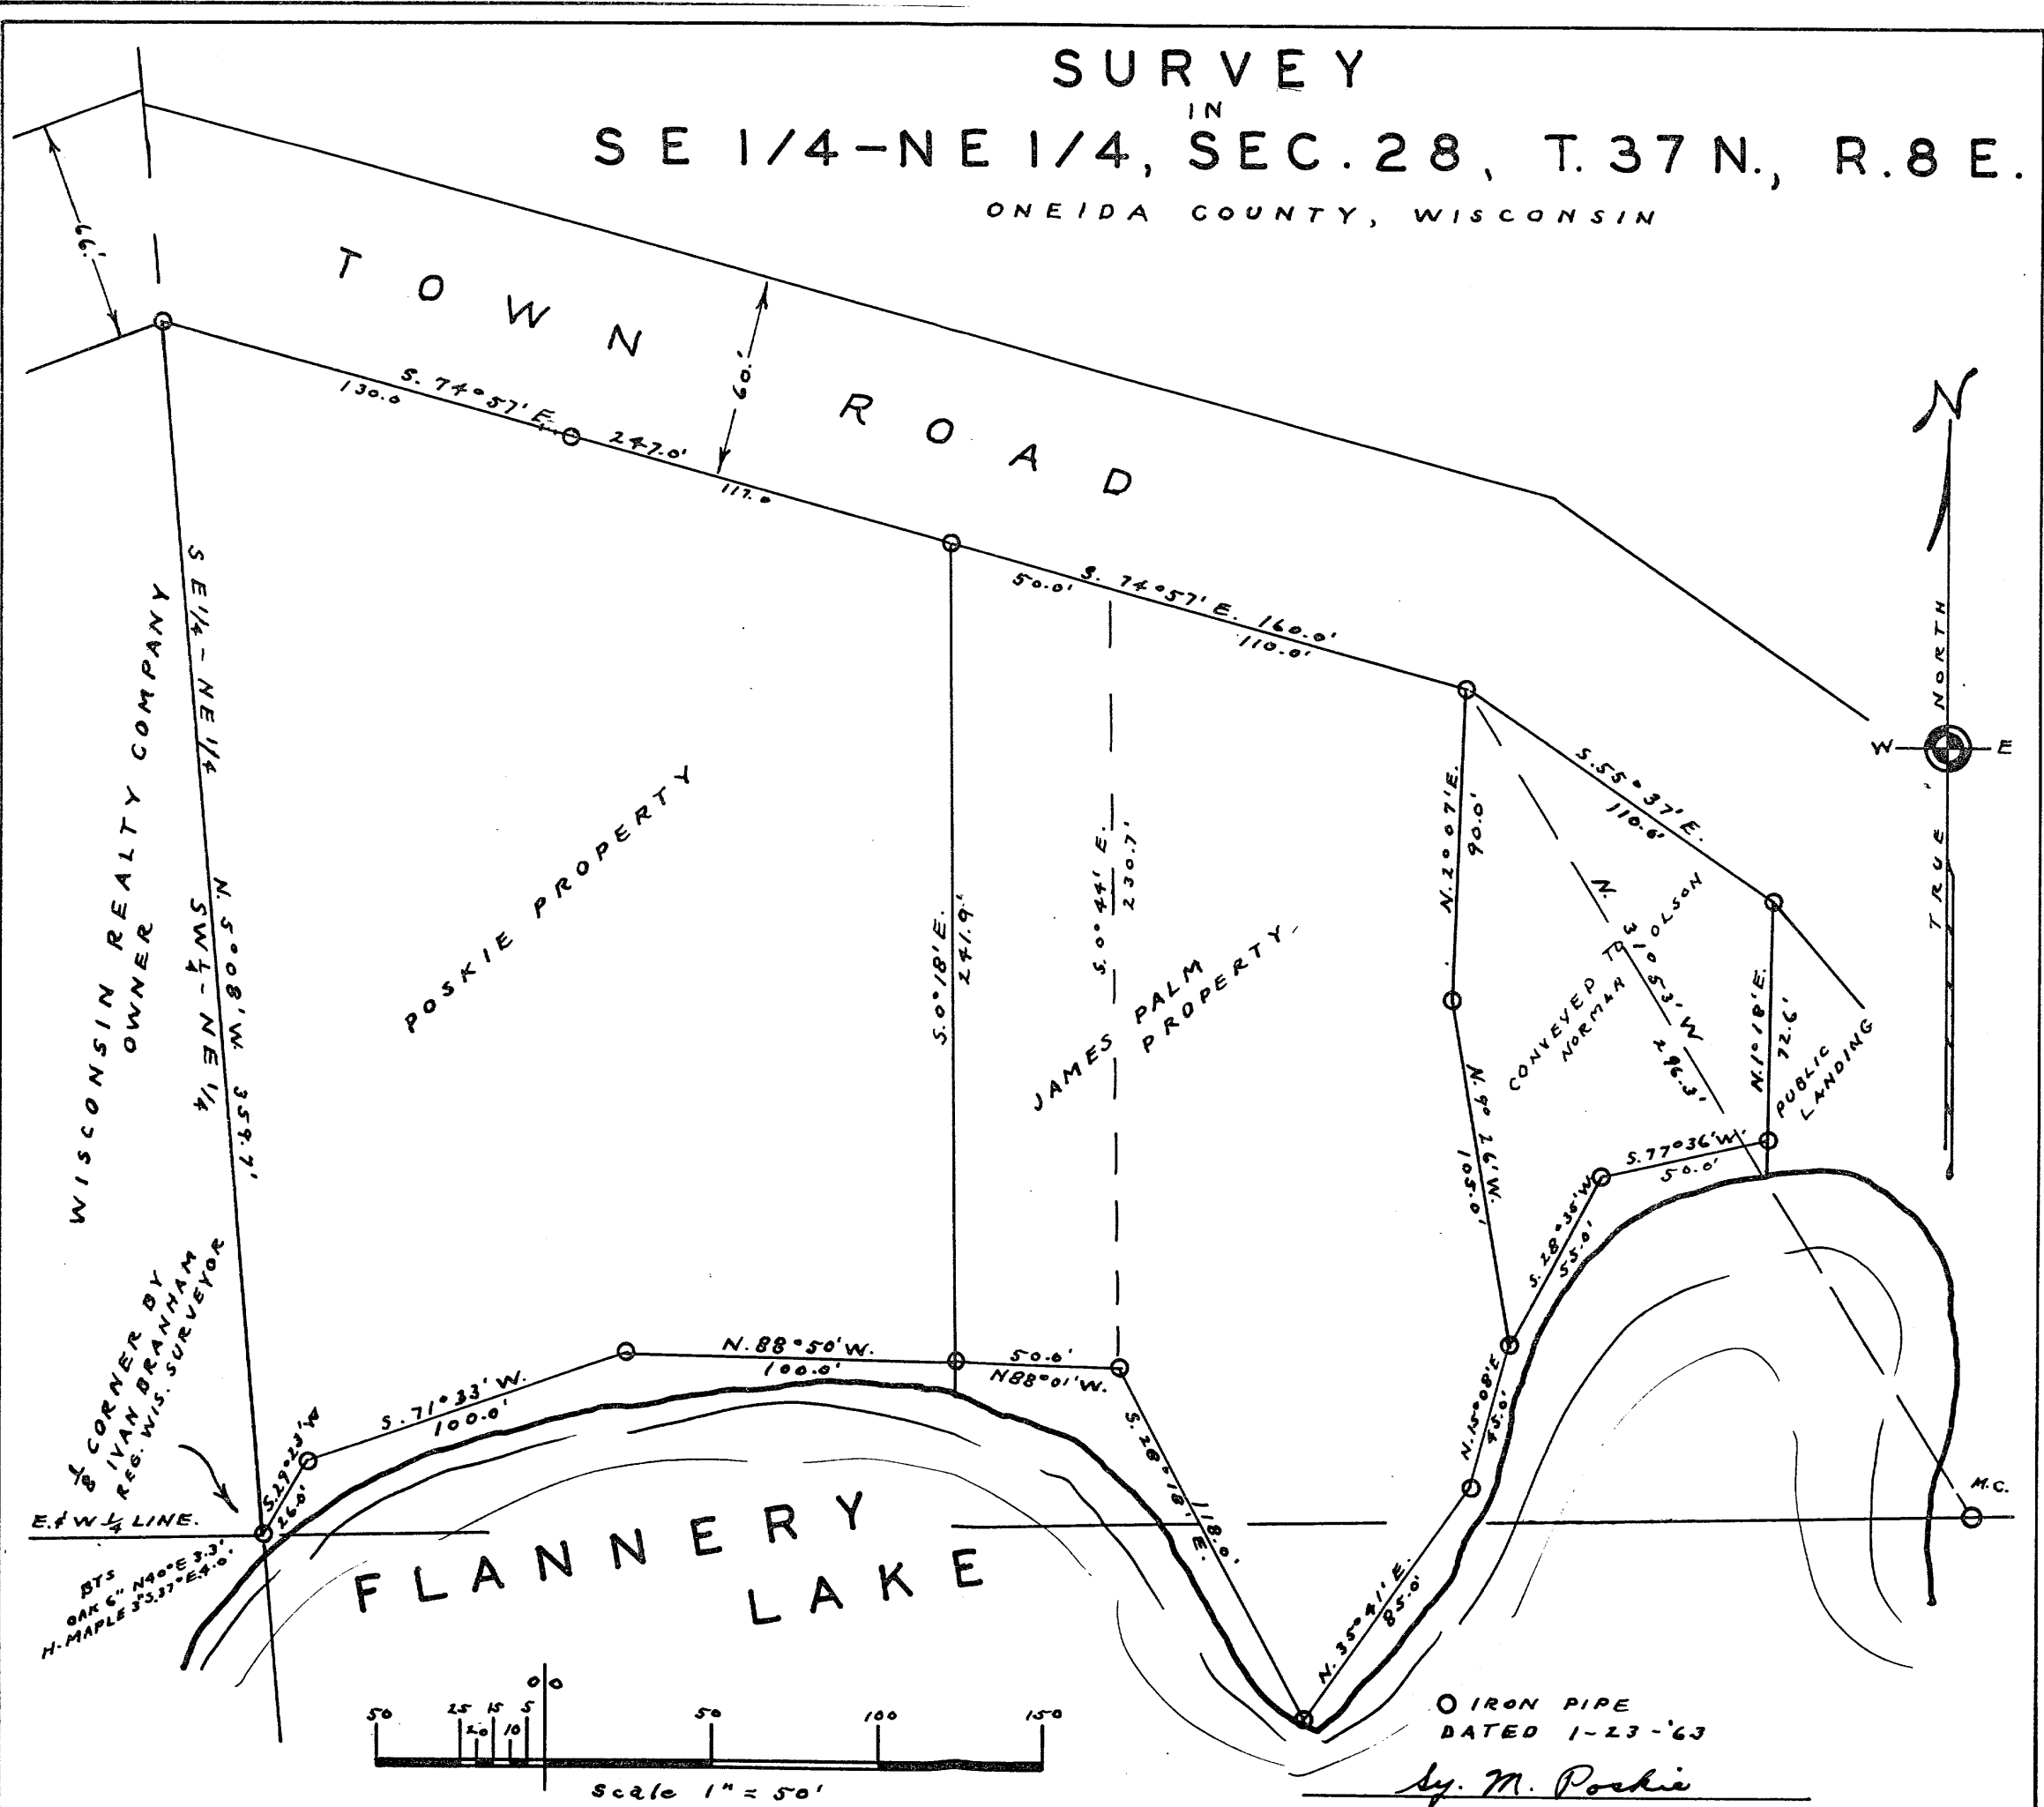 SURVEY
IN
SE 1/4-NE 1/4, SEC. 28, T. 37 N., R. 8 E.
ONEIDA COUNTY, WISCONSIN
66.'
TOWN ROAD
60.'
S. 74°57' E.
130.0
247.0'
117.0
S. 74°57' E. 160.0'
50.0'
110.0'
N
TRUE NORTH
W
E
S.55°37'E.
110.6'
N.2°07'E.
90.0'
N. 31°53' W
296.3'
CONVEYED TO
NORMAN OLSON
N.1°18'E.
72.6'
PUBLIC
LANDING
WISCONSIN REALTY COMPANY
OWNER
SE 1/4 - NE 1/4
SW 1/4 - NE 1/4
N. 5°08'W. 359.7'
POSKIE PROPERTY
S.0°18'E.
241.9'
S.0°44' E.
230.7'
JAMES PALM
PROPERTY
N. 9°26'W.
105.0'
S.77°36'W.
50.0'
S.28°35'W
55.0'
N.15°08'E
45.0'
N. 35°41' E.
85.0'
S. 28°18' E.
118.0'
50.0'
N88°01'W.
N.88°50'W.
100.0'
S.71°33' W.
100.0'
S.29°23'W
26.0'
1/8 CORNER BY
IVAN BRANHAM
REG. WIS. SURVEYOR
E.& W 1/4 LINE.
M.C.
BTS
OAK 6" N40°E 3.3'
H-MAPLE 3" S.37°E.4.0'
FLANNERY
LAKE
50 25 20 15 10 5 0 0 50 100 150
Scale 1" = 50'
O IRON PIPE
DATED 1-23-'63
Sy. M. Poskie